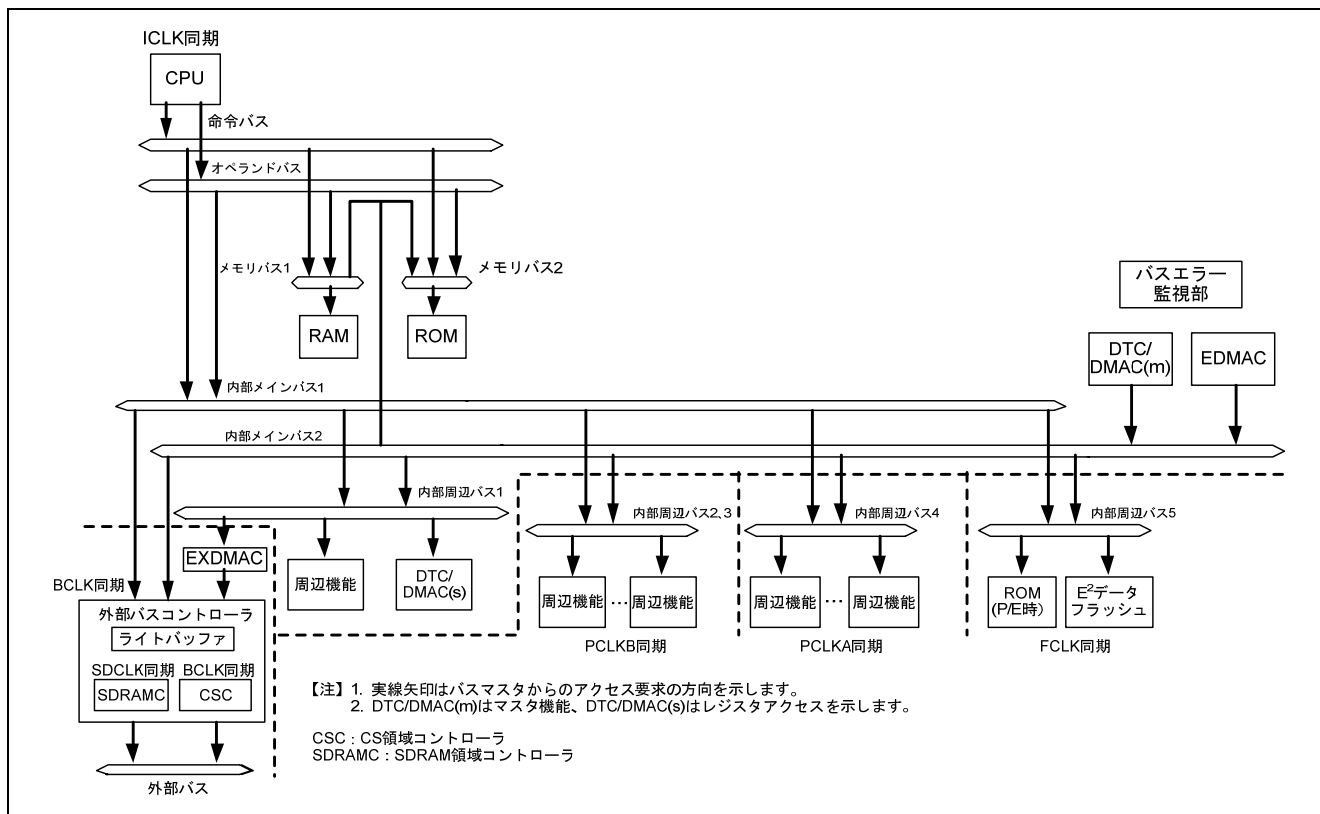 ICLK同期
CPU
命令バス
オペランドバス
メモリバス1
メモリバス2
RAM
ROM
バスエラー
監視部
DTC/
DMAC(m)
EDMAC
内部メインバス1
内部メインバス2
内部周辺バス1
内部周辺バス2、3
内部周辺バス4
内部周辺バス5
EXDMAC
周辺機能
DTC/
DMAC(s)
周辺機能…周辺機能
周辺機能…周辺機能
ROM
(P/E時)
E²データ
フラッシュ
BCLK同期
外部バスコントローラ
ライトバッファ
SDCLK同期
BCLK同期
SDRAMC
CSC
PCLKB同期
PCLKA同期
FCLK同期
【注】 1. 実線矢印はバスマスタからのアクセス要求の方向を示します。
2. DTC/DMAC(m)はマスタ機能、DTC/DMAC(s)はレジスタアクセスを示します。
CSC：CS領域コントローラ
SDRAMC：SDRAM領域コントローラ
外部バス